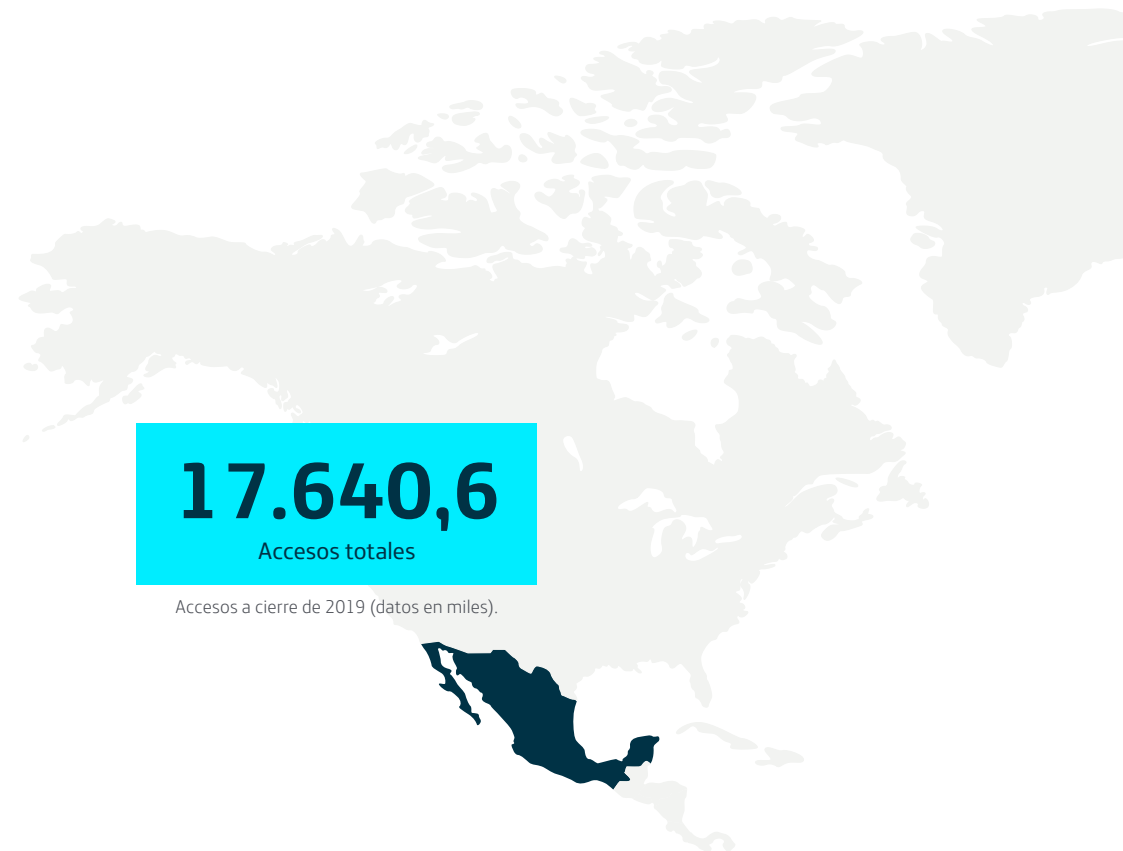 17.640,6
Accesos totales
Accesos a cierre de 2019 (datos en miles).